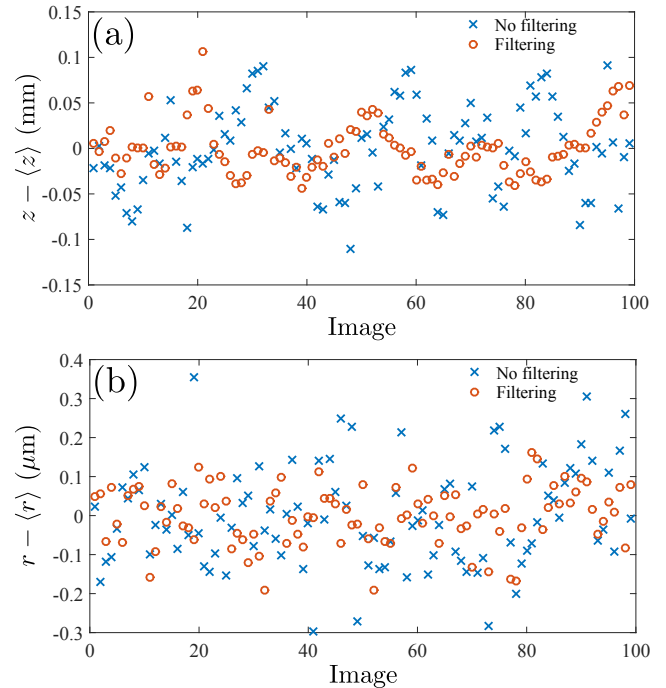 (a)
No filtering
Filtering
0.15
0.1
0.05
0
-0.05
-0.1
-0.15
z − ⟨z⟩ (mm)
0 20 40 60 80 100
Image
(b)
No filtering
Filtering
0.4
0.3
0.2
0.1
0
-0.1
-0.2
-0.3
r − ⟨r⟩ (μm)
0 20 40 60 80 100
Image